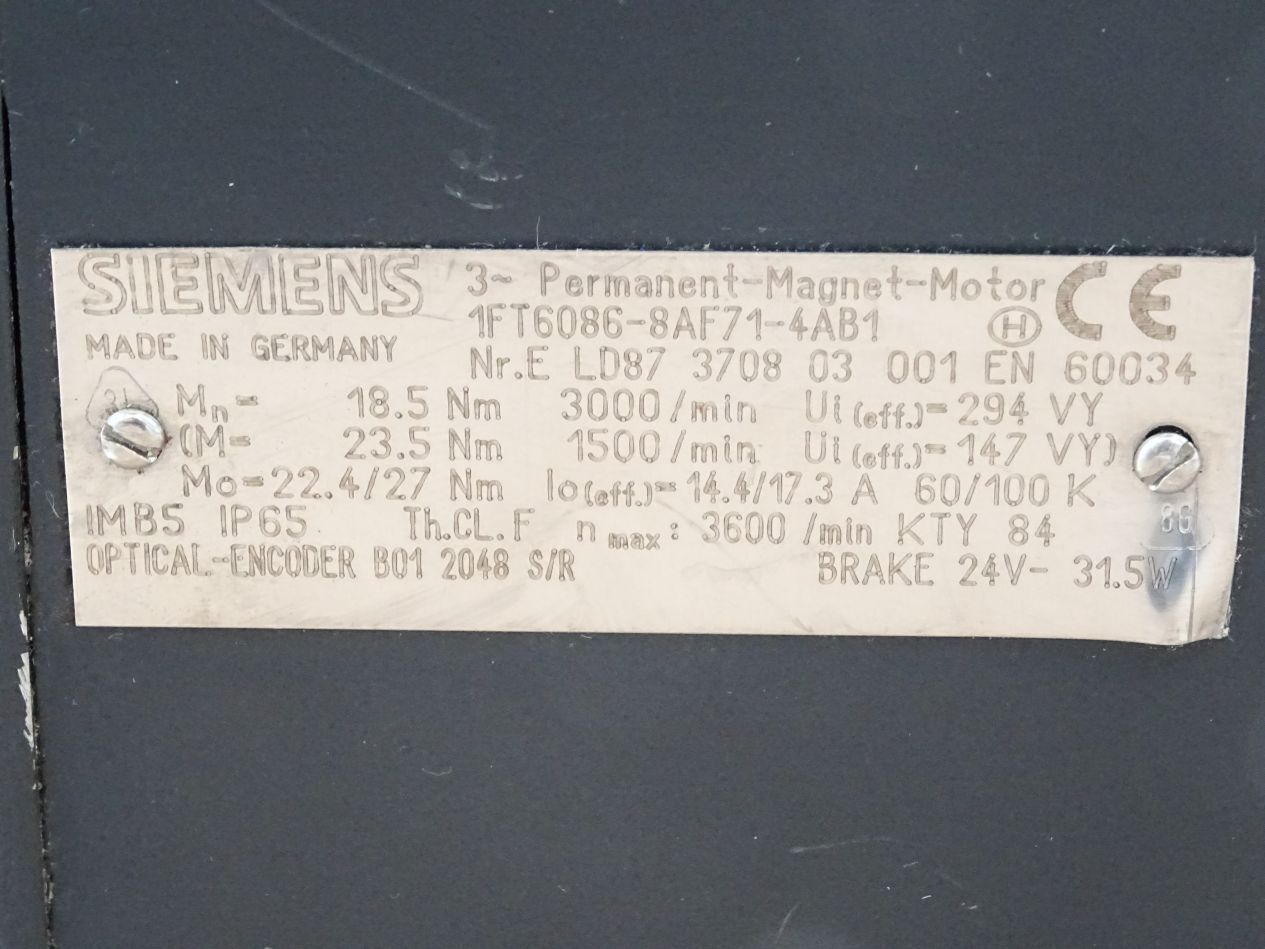 SIEMENS 3~ Permanent-Magnet-Motor CE
1FT6086-8AF71-4AB1 H
MADE IN GERMANY
Nr.E LD87 3708 03 001 EN 60034
Mn= 18.5 Nm 3000/min Ui(eff.)=294 VY
(M= 23.5 Nm 1500/min Ui(eff.)=147 VY)
Mo=22.4/27 Nm Io(eff.)=14.4/17.3 A 60/100 K
IMB5 IP65 Th.CL.F n max: 3600/min KTY 84
OPTICAL-ENCODER B01 2048 S/R BRAKE 24V- 31.5W